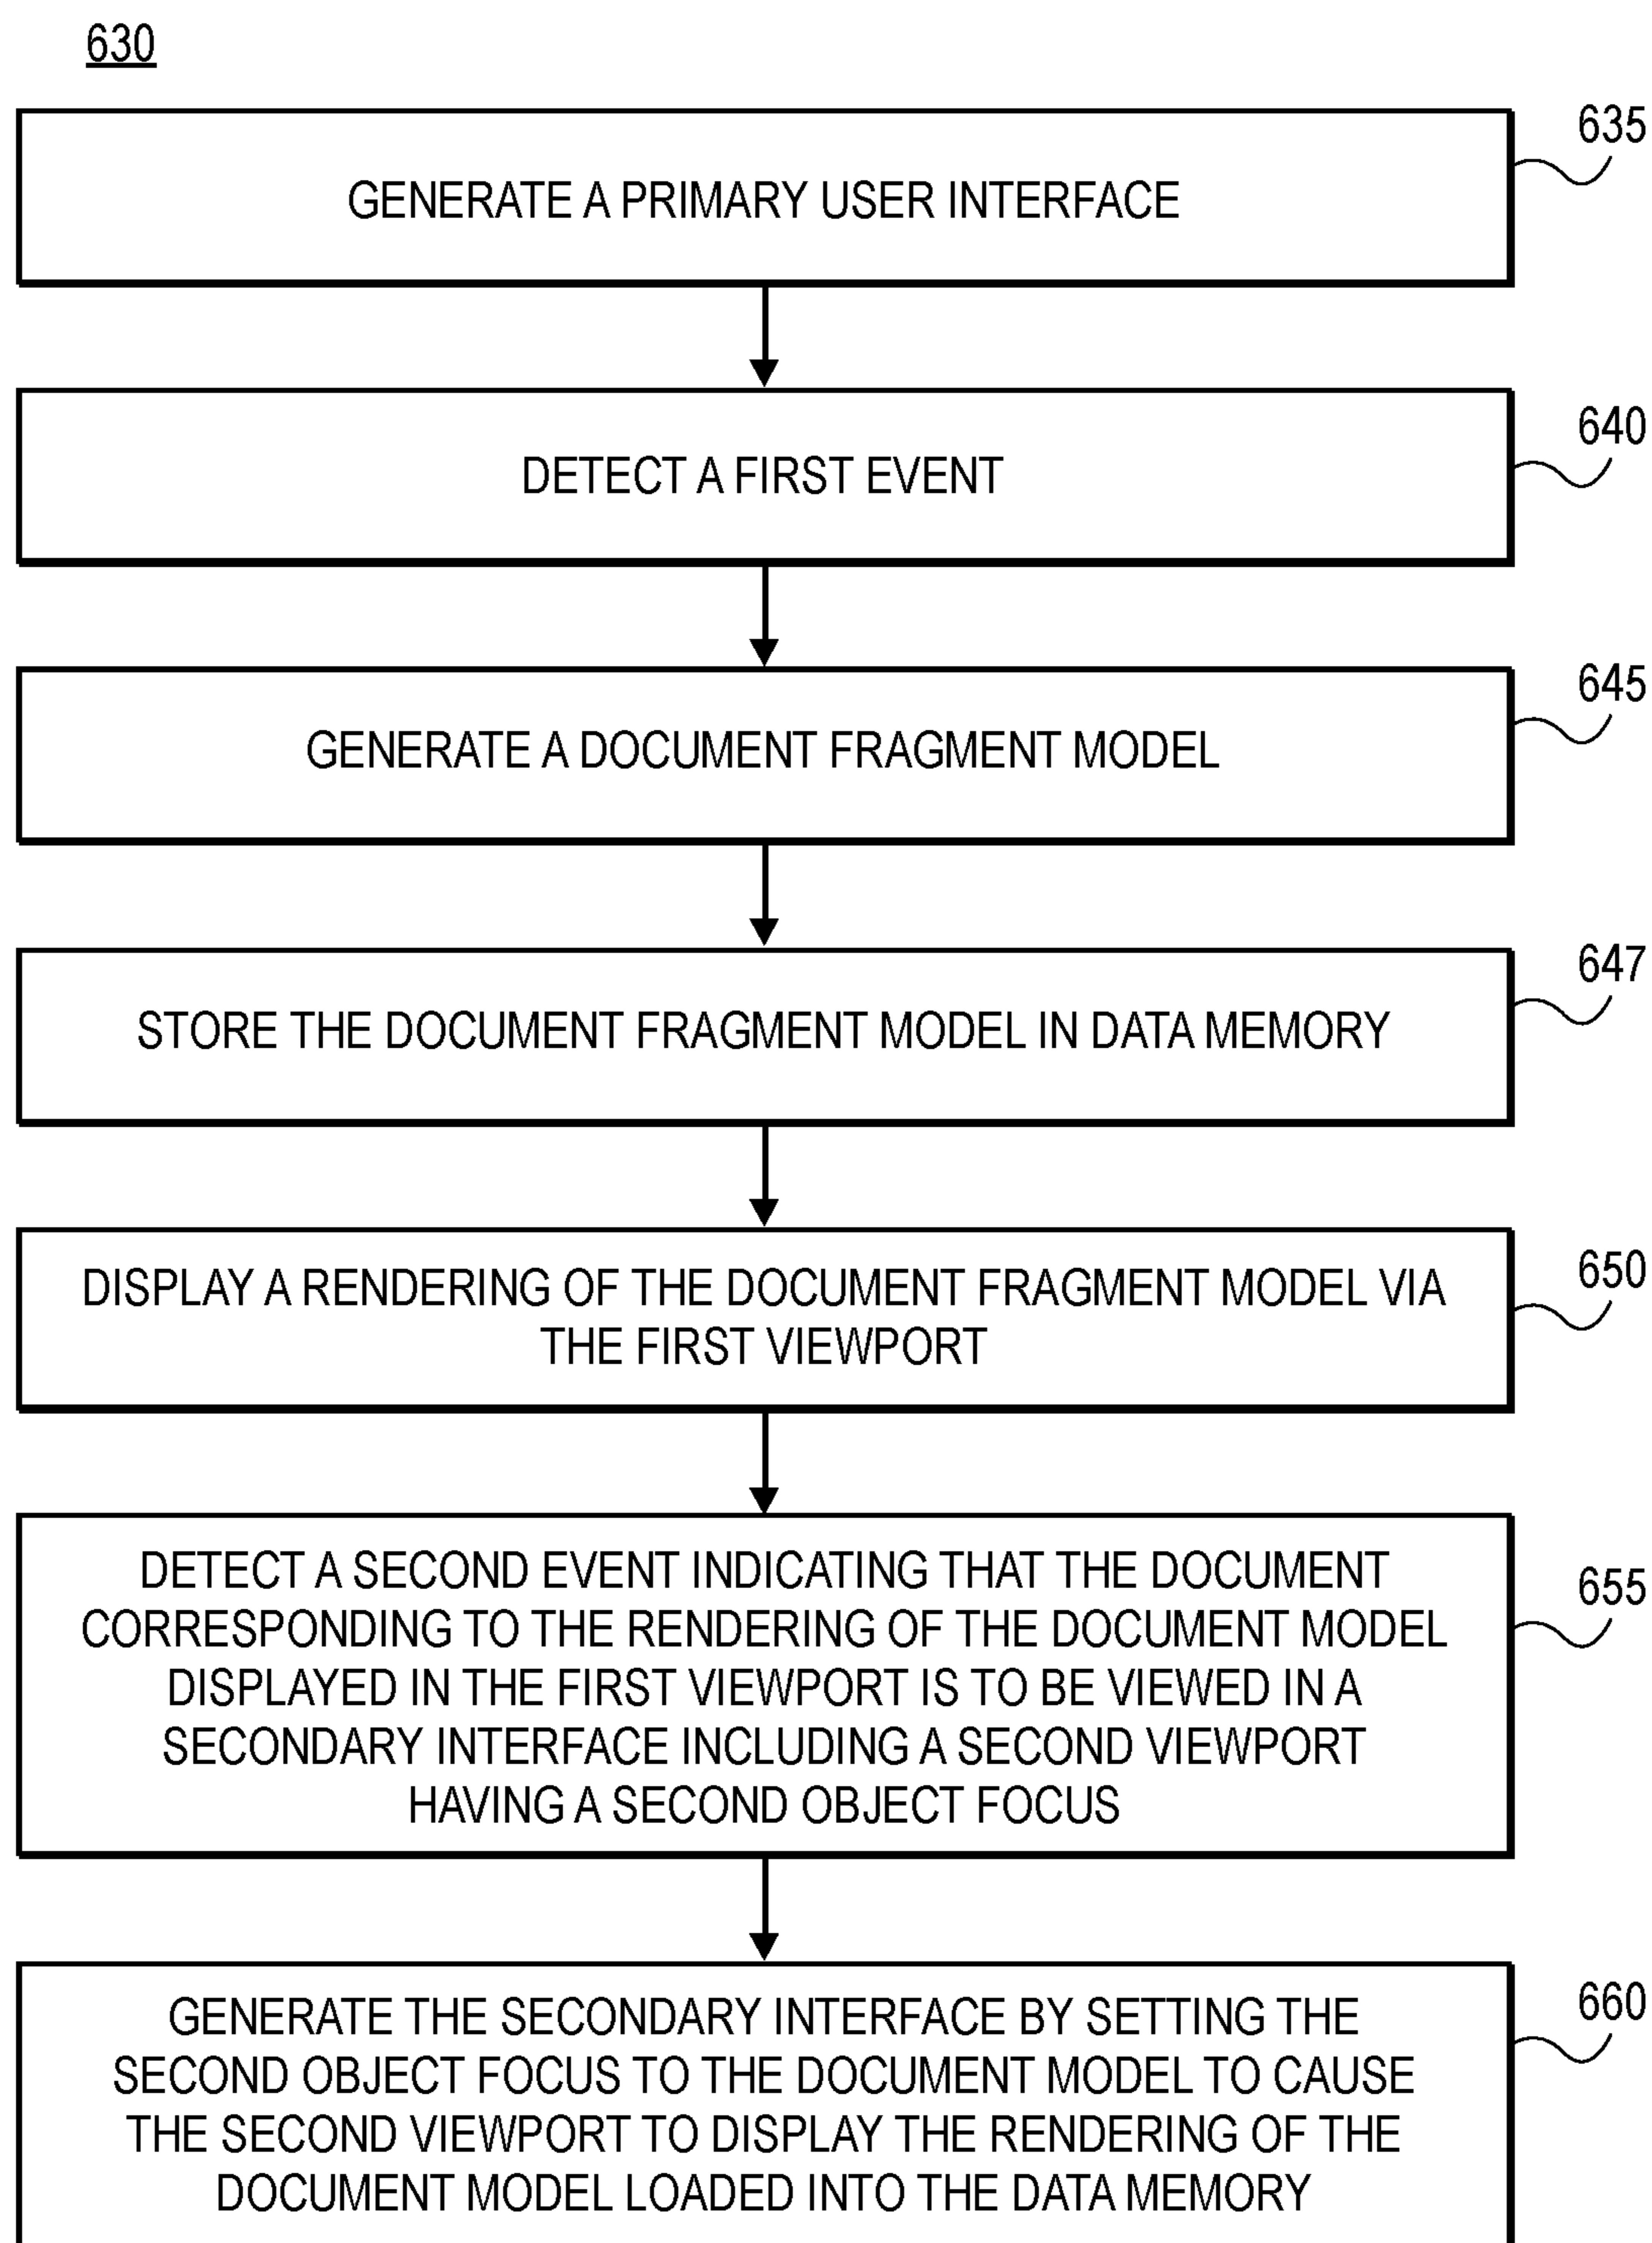 630
635
GENERATE A PRIMARY USER INTERFACE
640
DETECT A FIRST EVENT
645
GENERATE A DOCUMENT FRAGMENT MODEL
647
STORE THE DOCUMENT FRAGMENT MODEL IN DATA MEMORY
650
DISPLAY A RENDERING OF THE DOCUMENT FRAGMENT MODEL VIA
THE FIRST VIEWPORT
655
DETECT A SECOND EVENT INDICATING THAT THE DOCUMENT
CORRESPONDING TO THE RENDERING OF THE DOCUMENT MODEL
DISPLAYED IN THE FIRST VIEWPORT IS TO BE VIEWED IN A
SECONDARY INTERFACE INCLUDING A SECOND VIEWPORT
HAVING A SECOND OBJECT FOCUS
660
GENERATE THE SECONDARY INTERFACE BY SETTING THE
SECOND OBJECT FOCUS TO THE DOCUMENT MODEL TO CAUSE
THE SECOND VIEWPORT TO DISPLAY THE RENDERING OF THE
DOCUMENT MODEL LOADED INTO THE DATA MEMORY